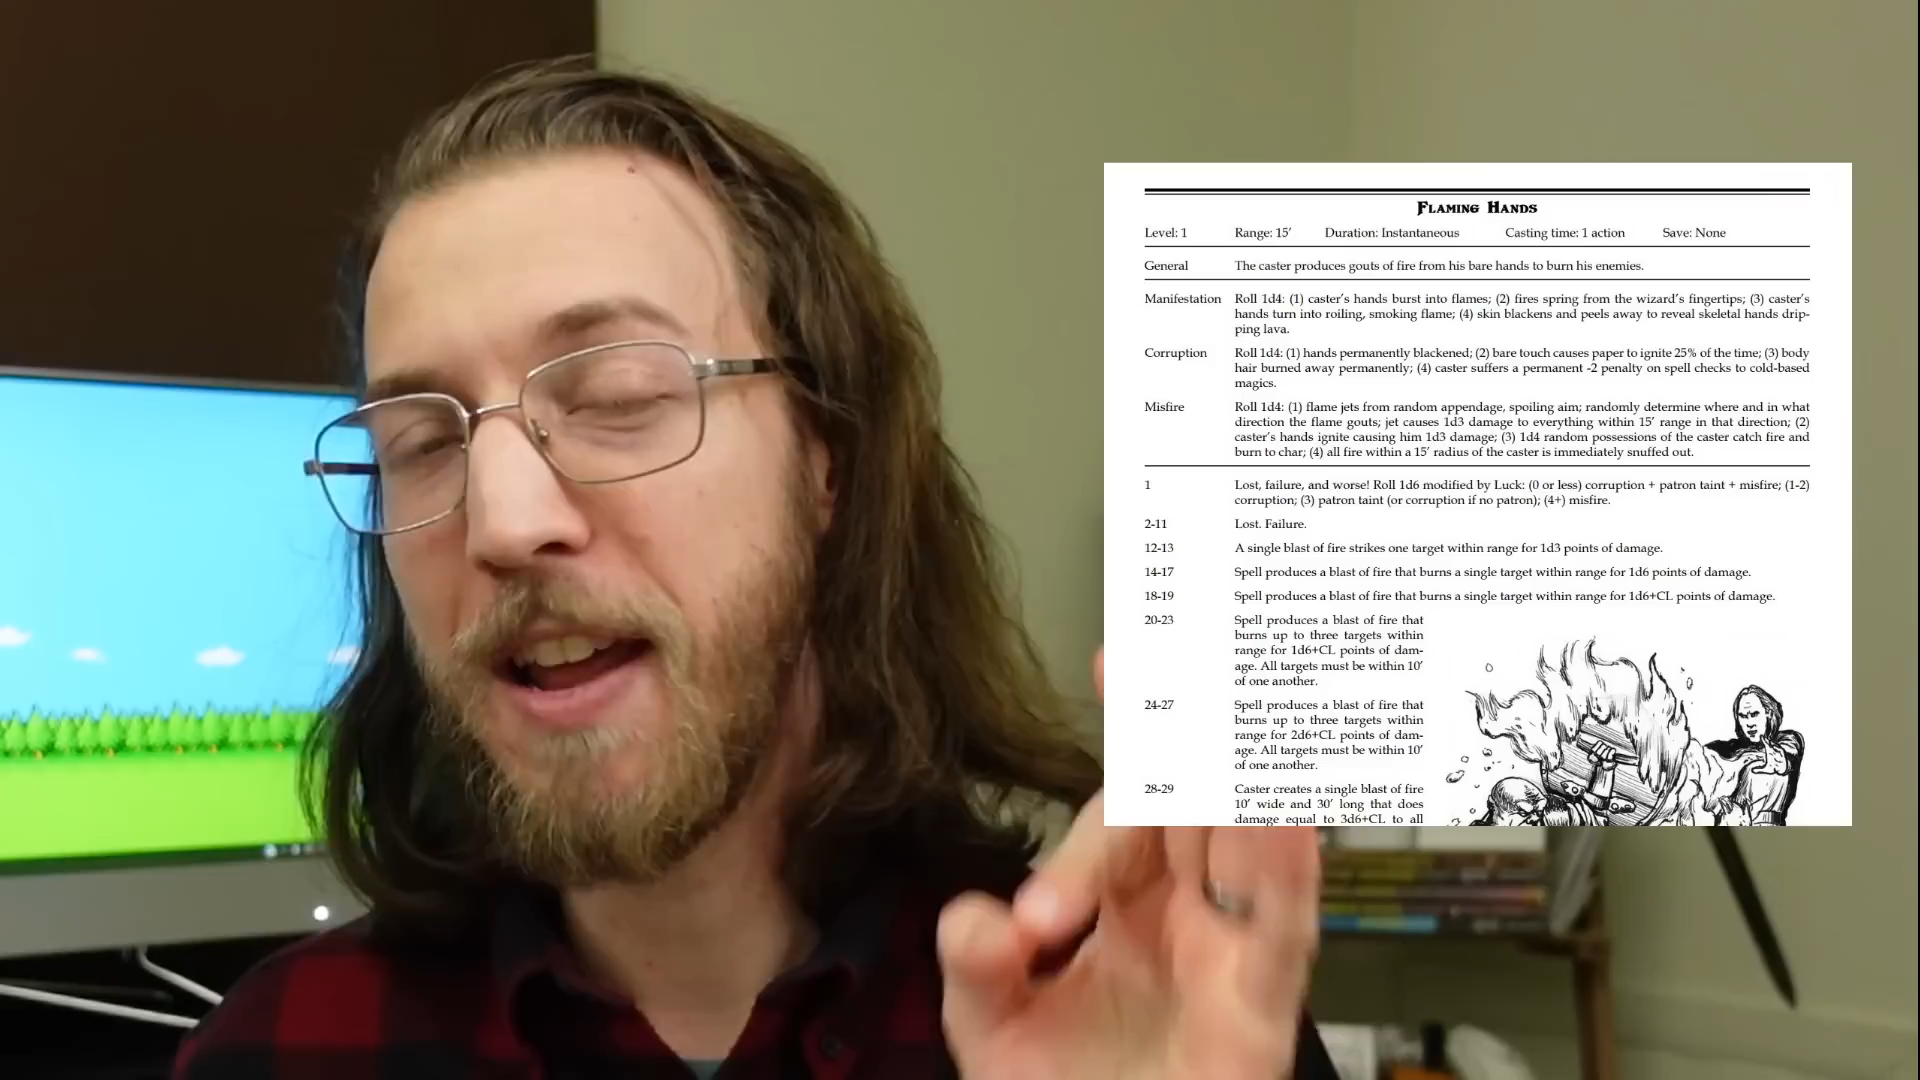 Flaming Hands
Level: 1 Range: 15′ Duration: Instantaneous Casting time: 1 action Save: None
General The caster produces gouts of fire from his bare hands to burn his enemies.
Manifestation Roll 1d4: (1) caster's hands burst into flames; (2) fires spring from the wizard's fingertips; (3) caster's
hands turn into roiling, smoking flame; (4) skin blackens and peels away to reveal skeletal hands drip-
ping lava.
Corruption Roll 1d4: (1) hands permanently blackened; (2) bare touch causes paper to ignite 25% of the time; (3) body
hair burned away permanently; (4) caster suffers a permanent -2 penalty on spell checks to cold-based
magics.
Misfire Roll 1d4: (1) flame jets from random appendage, spoiling aim; randomly determine where and in what
direction the flame gouts; jet causes 1d3 damage to everything within 15′ range in that direction; (2)
caster's hands ignite causing him 1d3 damage; (3) 1d4 random possessions of the caster catch fire and
burn to char; (4) all fire within a 15′ radius of the caster is immediately snuffed out.
1 Lost, failure, and worse! Roll 1d6 modified by Luck: (0 or less) corruption + patron taint + misfire; (1-2)
corruption; (3) patron taint (or corruption if no patron); (4+) misfire.
2-11 Lost. Failure.
12-13 A single blast of fire strikes one target within range for 1d3 points of damage.
14-17 Spell produces a blast of fire that burns a single target within range for 1d6 points of damage.
18-19 Spell produces a blast of fire that burns a single target within range for 1d6+CL points of damage.
20-23 Spell produces a blast of fire that
burns up to three targets within
range for 1d6+CL points of dam-
age. All targets must be within 10′
of one another.
24-27 Spell produces a blast of fire that
burns up to three targets within
range for 2d6+CL points of dam-
age. All targets must be within 10′
of one another.
28-29 Caster creates a single blast of fire
10′ wide and 30′ long that does
damage equal to 3d6+CL to all